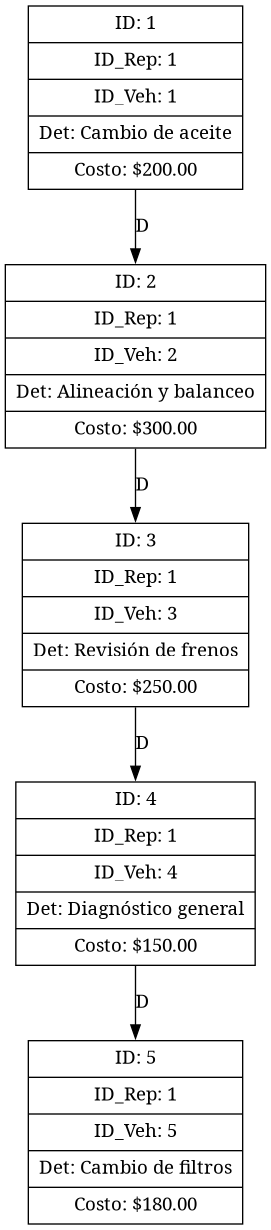 ID: 1
ID_Rep: 1
ID_Veh: 1
Det: Cambio de aceite
Costo: $200.00
D
ID: 2
ID_Rep: 1
ID_Veh: 2
Det: Alineación y balanceo
Costo: $300.00
D
ID: 3
ID_Rep: 1
ID_Veh: 3
Det: Revisión de frenos
Costo: $250.00
D
ID: 4
ID_Rep: 1
ID_Veh: 4
Det: Diagnóstico general
Costo: $150.00
D
ID: 5
ID_Rep: 1
ID_Veh: 5
Det: Cambio de filtros
Costo: $180.00